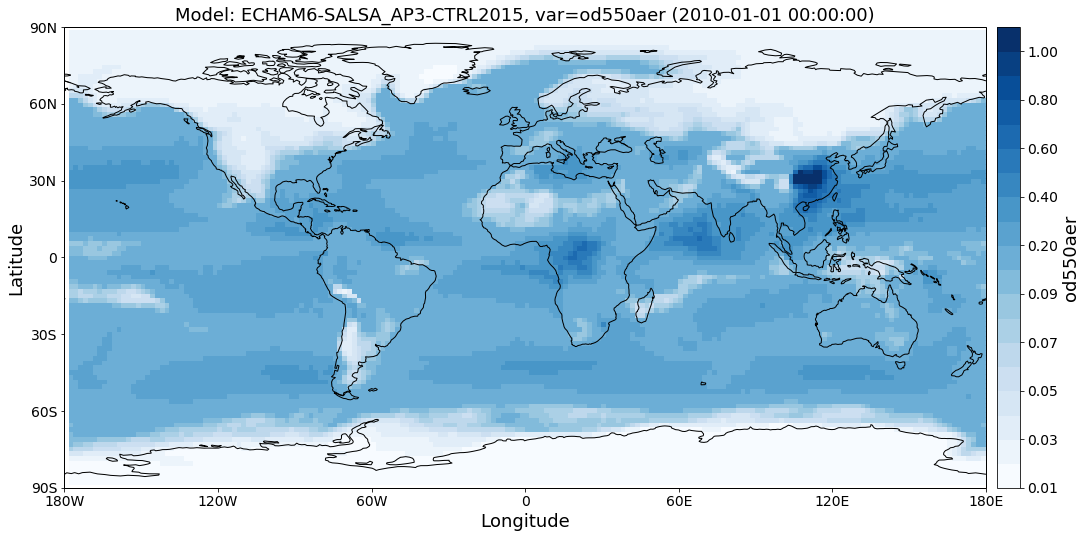 Model: ECHAM6-SALSA_AP3-CTRL2015, var=od550aer (2010-01-01 00:00:00)
90N
60N
30N
0
30S
60S
90S
Latitude
180W
120W
60W
0
60E
120E
180E
Longitude
1.00
0.80
0.60
0.40
0.20
0.09
0.07
0.05
0.03
0.01
od550aer